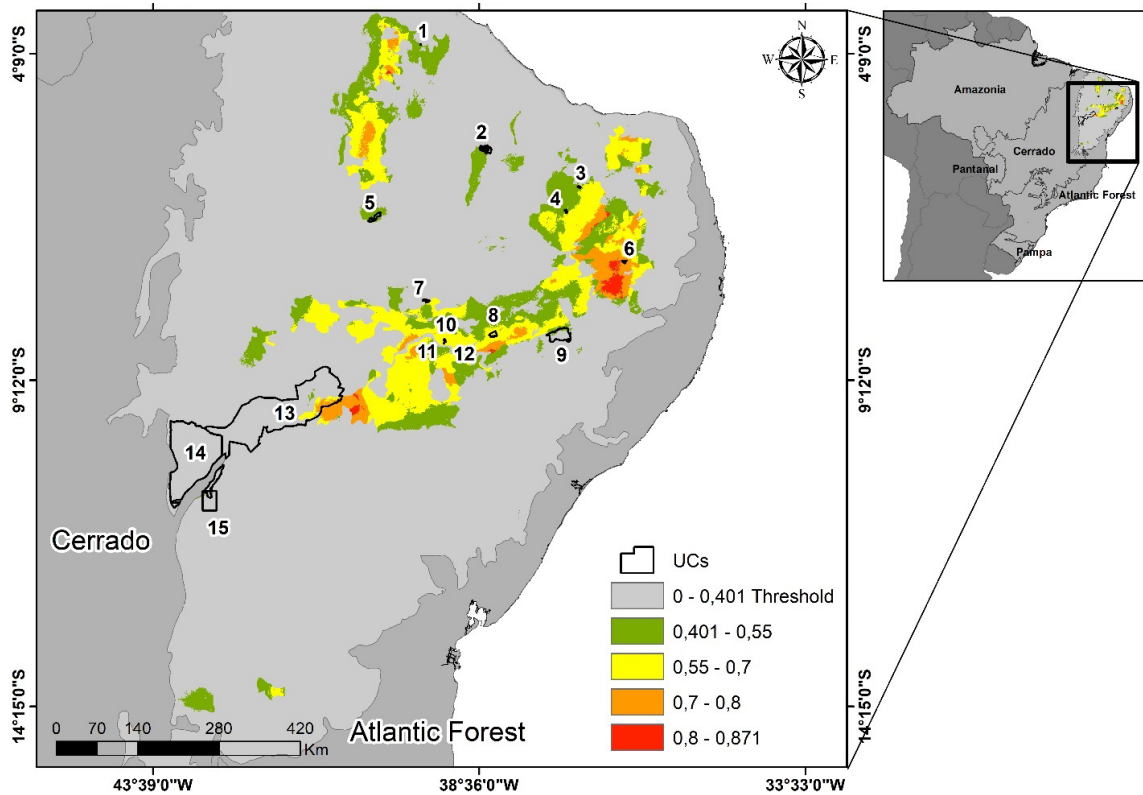 1
N
W E
S
2
3
4
5
6
7
8
10
11
12
9
13
14
15
Cerrado
Atlantic Forest
UCs
0 - 0,401 Threshold
0,401 - 0,55
0,55 - 0,7
0,7 - 0,8
0,8 - 0,871
0 70 140 280 420
Km
4°9'0"S
9°12'0"S
14°15'0"S
4°9'0"S
9°12'0"S
14°15'0"S
43°39'0"W
38°36'0"W
33°33'0"W
Amazonia
Cerrado
Pantanal
Atlantic Forest
Pampa